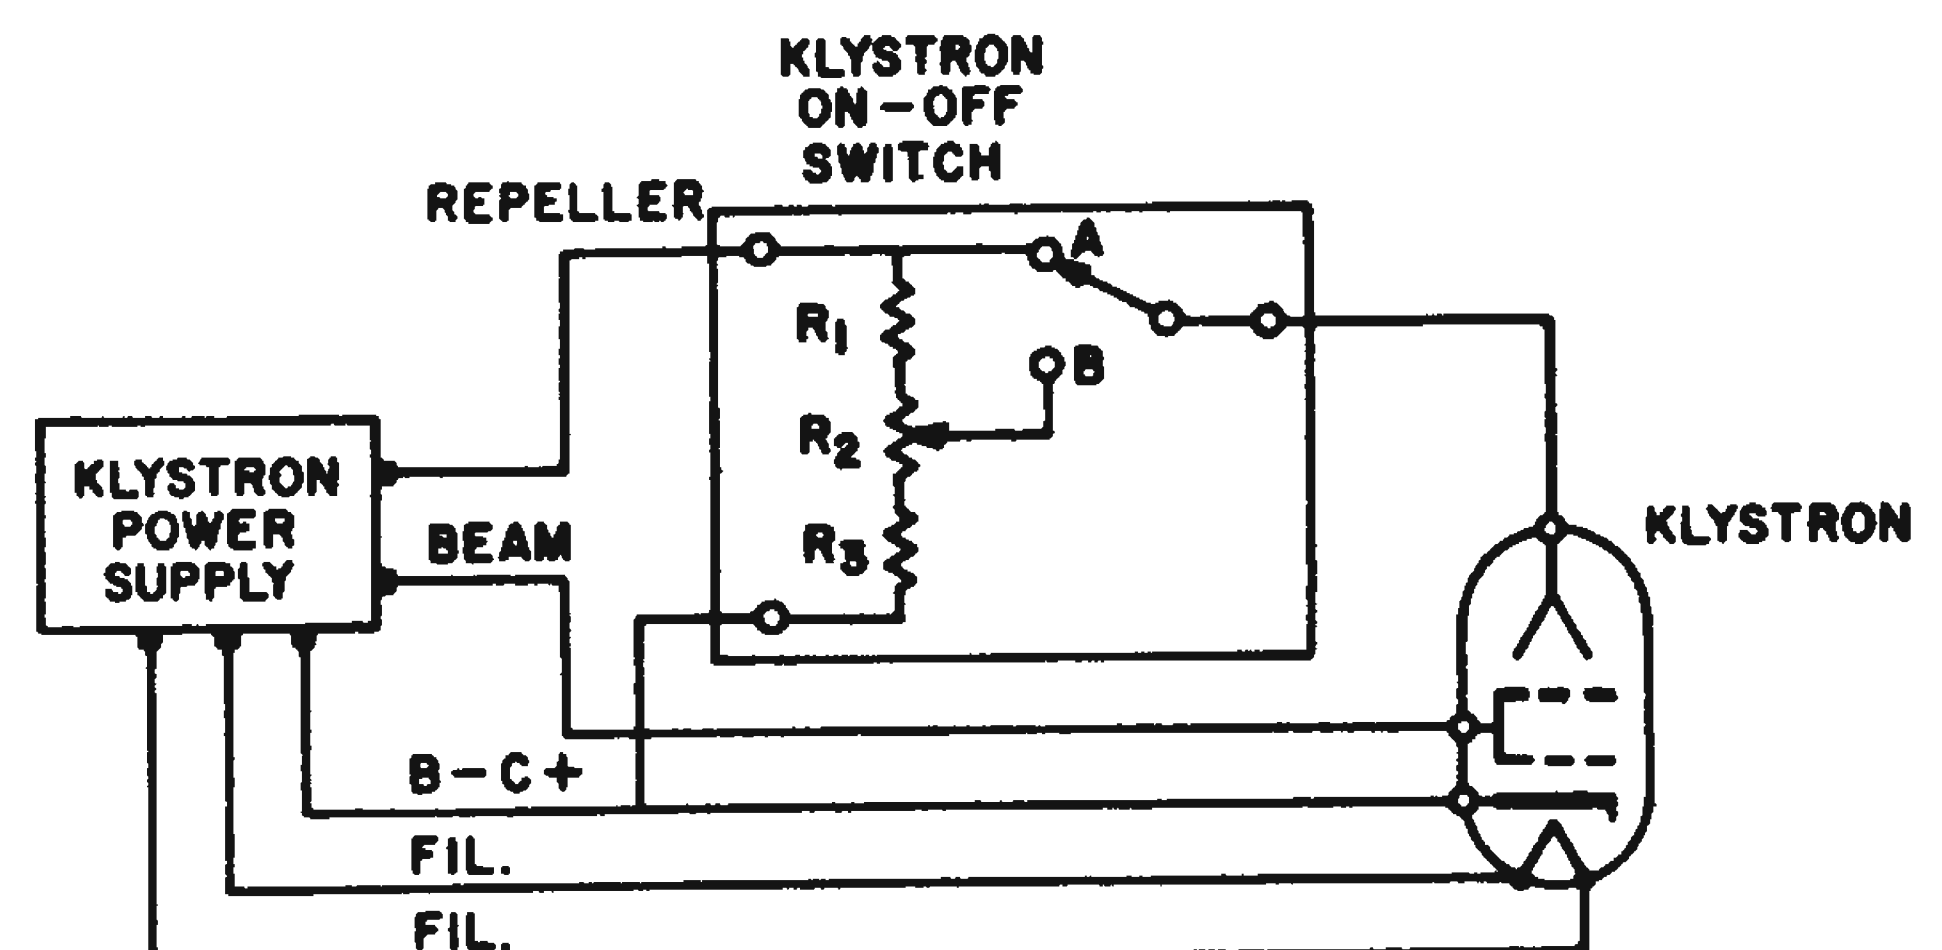 KLYSTRON
ON-OFF
SWITCH
REPELLER
A
R1
B
R2
KLYSTRON
POWER
SUPPLY
BEAM
R3
KLYSTRON
B-C+
FIL.
FIL.